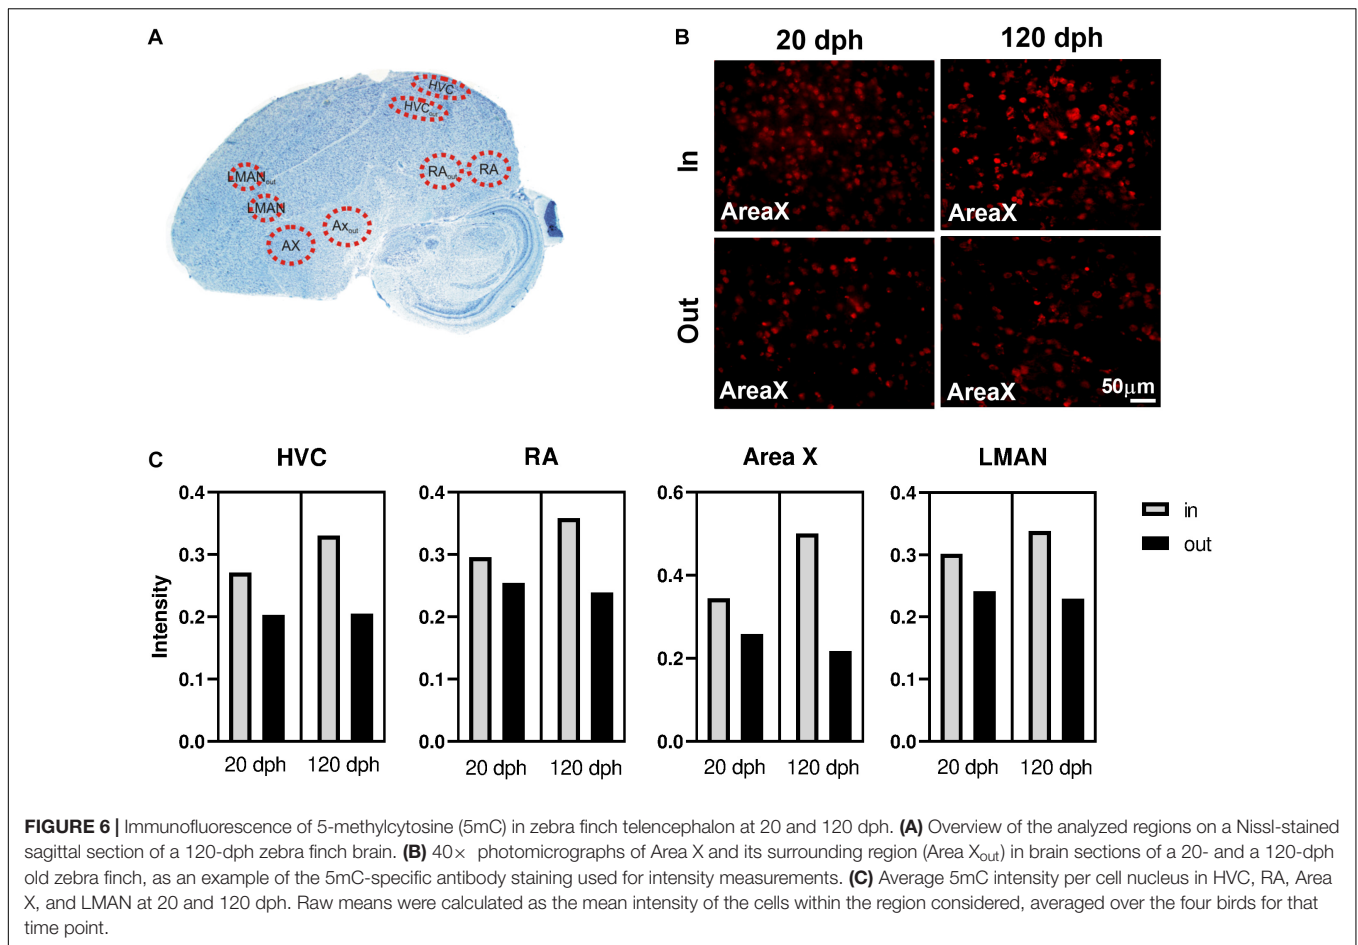 A
HVC
HVCout
LMANout
LMAN
AX
Axout
RAout
RA
B
20 dph
120 dph
In
AreaX
AreaX
Out
AreaX
AreaX
50μm
C
HVC
RA
Area X
LMAN
Intensity
0.4
0.3
0.2
0.1
0.0
20 dph
120 dph
0.4
0.3
0.2
0.1
0.0
20 dph
120 dph
0.6
0.4
0.2
0.0
20 dph
120 dph
0.4
0.3
0.2
0.1
0.0
20 dph
120 dph
in
out
FIGURE 6 | Immunofluorescence of 5-methylcytosine (5mC) in zebra finch telencephalon at 20 and 120 dph. (A) Overview of the analyzed regions on a Nissl-stained
sagittal section of a 120-dph zebra finch brain. (B) 40× photomicrographs of Area X and its surrounding region (Area Xout) in brain sections of a 20- and a 120-dph
old zebra finch, as an example of the 5mC-specific antibody staining used for intensity measurements. (C) Average 5mC intensity per cell nucleus in HVC, RA, Area
X, and LMAN at 20 and 120 dph. Raw means were calculated as the mean intensity of the cells within the region considered, averaged over the four birds for that
time point.